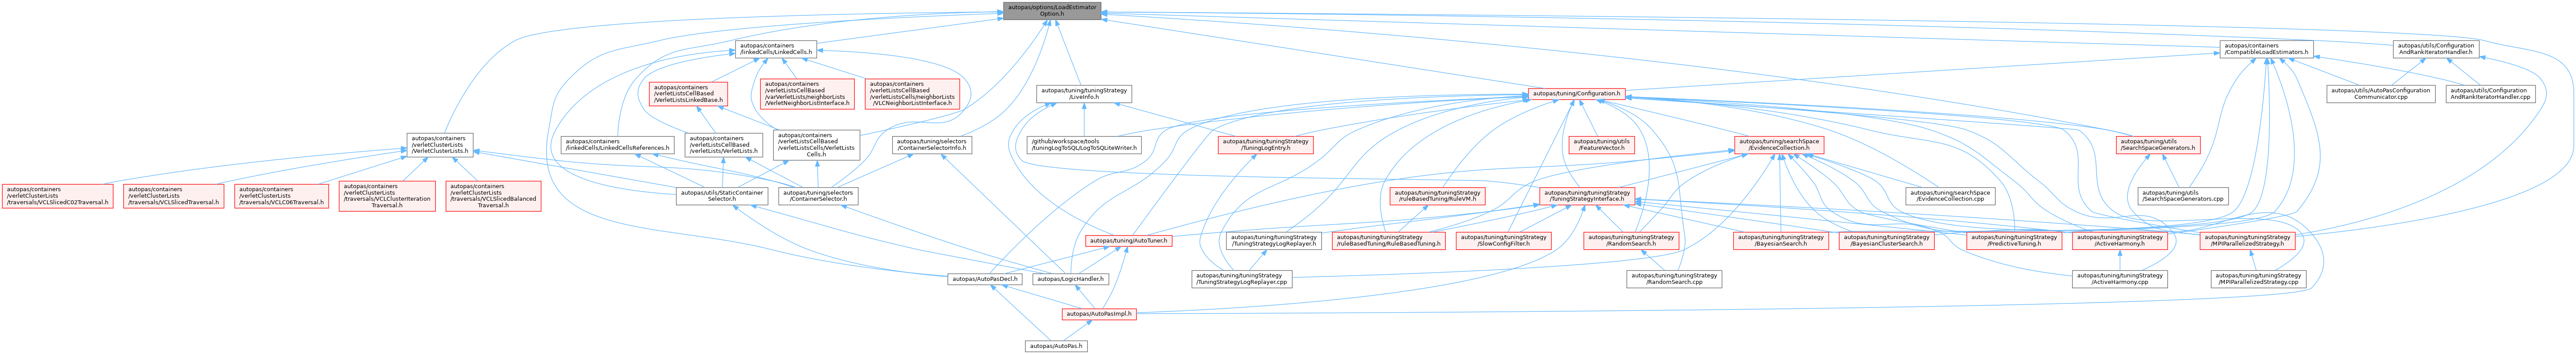 autopas/options/LoadEstimator
Option.h
autopas/containers
/linkedCells/LinkedCells.h
autopas/containers
/CompatibleLoadEstimators.h
autopas/utils/Configuration
AndRankIteratorHandler.h
autopas/containers
/verletListsCellBased
/VerletListsLinkedBase.h
autopas/containers
/verletListsCellBased
/varVerletLists/neighborLists
/VerletNeighborListInterface.h
autopas/containers
/verletListsCellBased
/verletListsCells/neighborLists
/VLCNeighborListInterface.h
autopas/tuning/tuningStrategy
/LiveInfo.h
autopas/tuning/Configuration.h
autopas/utils/AutoPasConfiguration
Communicator.cpp
autopas/utils/Configuration
AndRankIteratorHandler.cpp
autopas/containers
/verletClusterLists
/VerletClusterLists.h
autopas/containers
/linkedCells/LinkedCellsReferences.h
autopas/containers
/verletListsCellBased
/verletLists/VerletLists.h
autopas/containers
/verletListsCellBased
/verletListsCells/VerletLists
Cells.h
autopas/tuning/selectors
/ContainerSelectorInfo.h
/github/workspace/tools
/tuningLogToSQL/LogToSQLiteWriter.h
autopas/tuning/tuningStrategy
/TuningLogEntry.h
autopas/tuning/utils
/FeatureVector.h
autopas/tuning/searchSpace
/EvidenceCollection.h
autopas/tuning/utils
/SearchSpaceGenerators.h
autopas/containers
/verletClusterLists
/traversals/VCLSlicedC02Traversal.h
autopas/containers
/verletClusterLists
/traversals/VCLSlicedTraversal.h
autopas/containers
/verletClusterLists
/traversals/VCLC06Traversal.h
autopas/containers
/verletClusterLists
/traversals/VCLClusterIteration
Traversal.h
autopas/containers
/verletClusterLists
/traversals/VCLSlicedBalanced
Traversal.h
autopas/utils/StaticContainer
Selector.h
autopas/tuning/selectors
/ContainerSelector.h
autopas/tuning/tuningStrategy
/ruleBasedTuning/RuleVM.h
autopas/tuning/tuningStrategy
/TuningStrategyInterface.h
autopas/tuning/searchSpace
/EvidenceCollection.cpp
autopas/tuning/utils
/SearchSpaceGenerators.cpp
autopas/tuning/AutoTuner.h
autopas/tuning/tuningStrategy
/TuningStrategyLogReplayer.h
autopas/tuning/tuningStrategy
/ruleBasedTuning/RuleBasedTuning.h
autopas/tuning/tuningStrategy
/SlowConfigFilter.h
autopas/tuning/tuningStrategy
/RandomSearch.h
autopas/tuning/tuningStrategy
/BayesianSearch.h
autopas/tuning/tuningStrategy
/BayesianClusterSearch.h
autopas/tuning/tuningStrategy
/PredictiveTuning.h
autopas/tuning/tuningStrategy
/ActiveHarmony.h
autopas/tuning/tuningStrategy
/MPIParallelizedStrategy.h
autopas/AutoPasDecl.h
autopas/LogicHandler.h
autopas/tuning/tuningStrategy
/TuningStrategyLogReplayer.cpp
autopas/tuning/tuningStrategy
/RandomSearch.cpp
autopas/tuning/tuningStrategy
/ActiveHarmony.cpp
autopas/tuning/tuningStrategy
/MPIParallelizedStrategy.cpp
autopas/AutoPasImpl.h
autopas/AutoPas.h